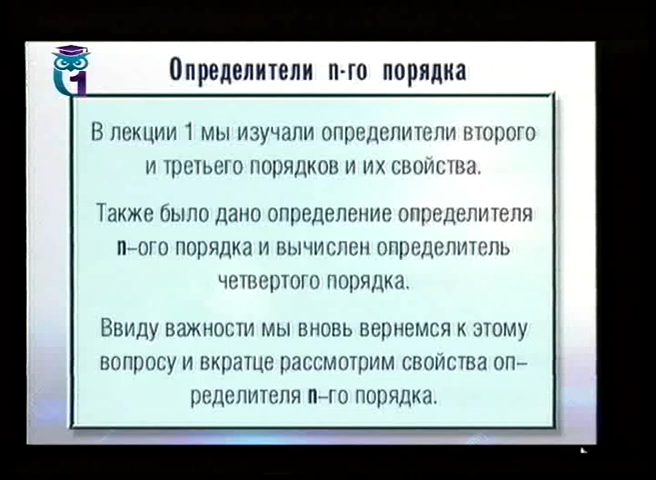 Определители n-го порядка
В лекции 1 мы изучали определители второго
и третьего порядков и их свойства.
Также было дано определение определителя
n–ого порядка и вычислен определитель
четвертого порядка.
Ввиду важности мы вновь вернемся к этому
вопросу и вкратце рассмотрим свойства оп–
ределителя n–го порядка.
1